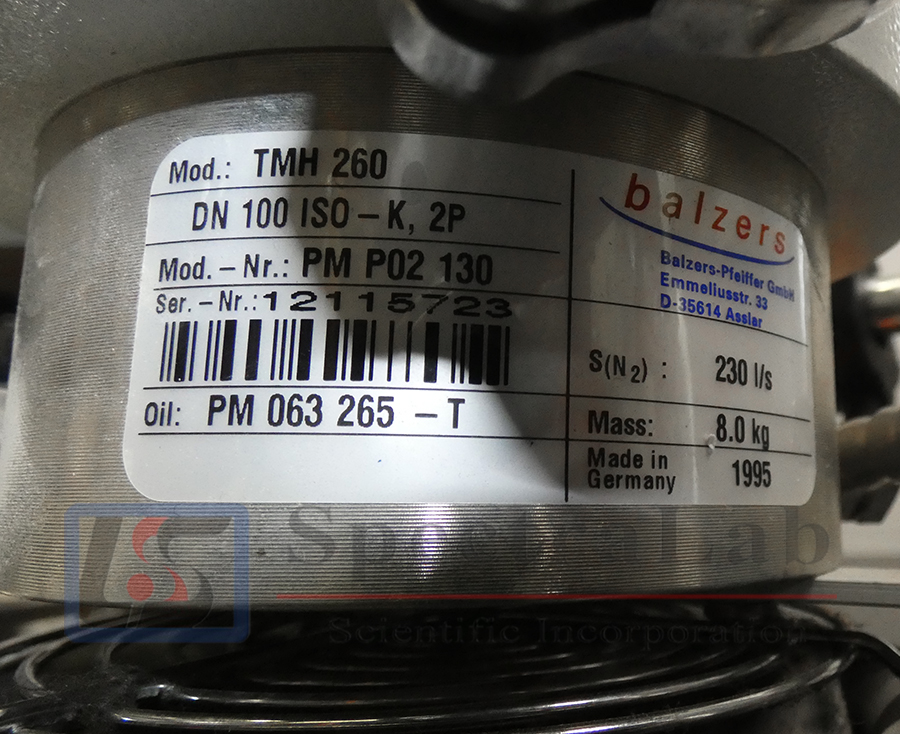 Mod.: TMH 260
DN 100 ISO – K, 2P
Mod. – Nr.: PM P02 130
Ser. – Nr.: 12115723
Oil: PM 063 265 – T
balzers
Balzers-Pfeiffer GmbH
Emmeliusstr. 33
D-35614 Asslar
S(N₂) : 230 l/s
Mass: 8.0 kg
Made in
Germany 1995
LSS
SpectraLab
Scientific Incorporation